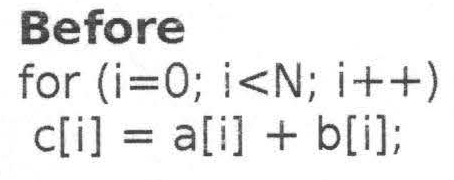 Before
for (i=0; i<N; i++)
c[i] = a[i] + b[i];